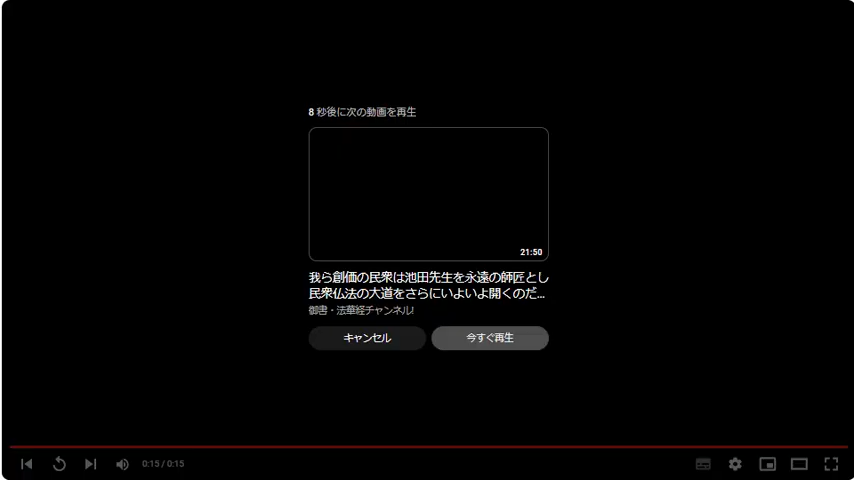 8 秒後に次の動画を再生
21:50
我ら創価の民衆は池田先生を永遠の師匠とし
民衆仏法の大道をさらにいよいよ開くのだ...
御書・法華経チャンネル!
キャンセル
今すぐ再生
0:15 / 0:15